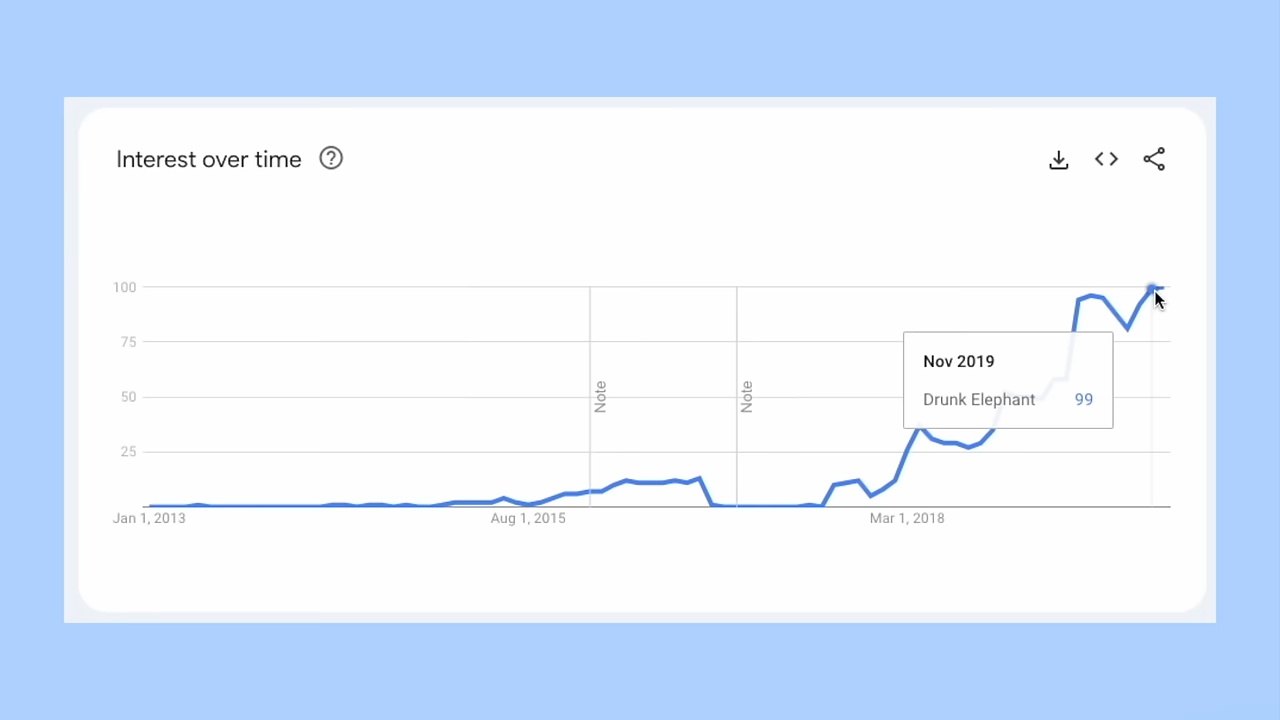 Interest over time
100
75
50
25
Note
Note
Nov 2019
Drunk Elephant 99
Jan 1, 2013
Aug 1, 2015
Mar 1, 2018